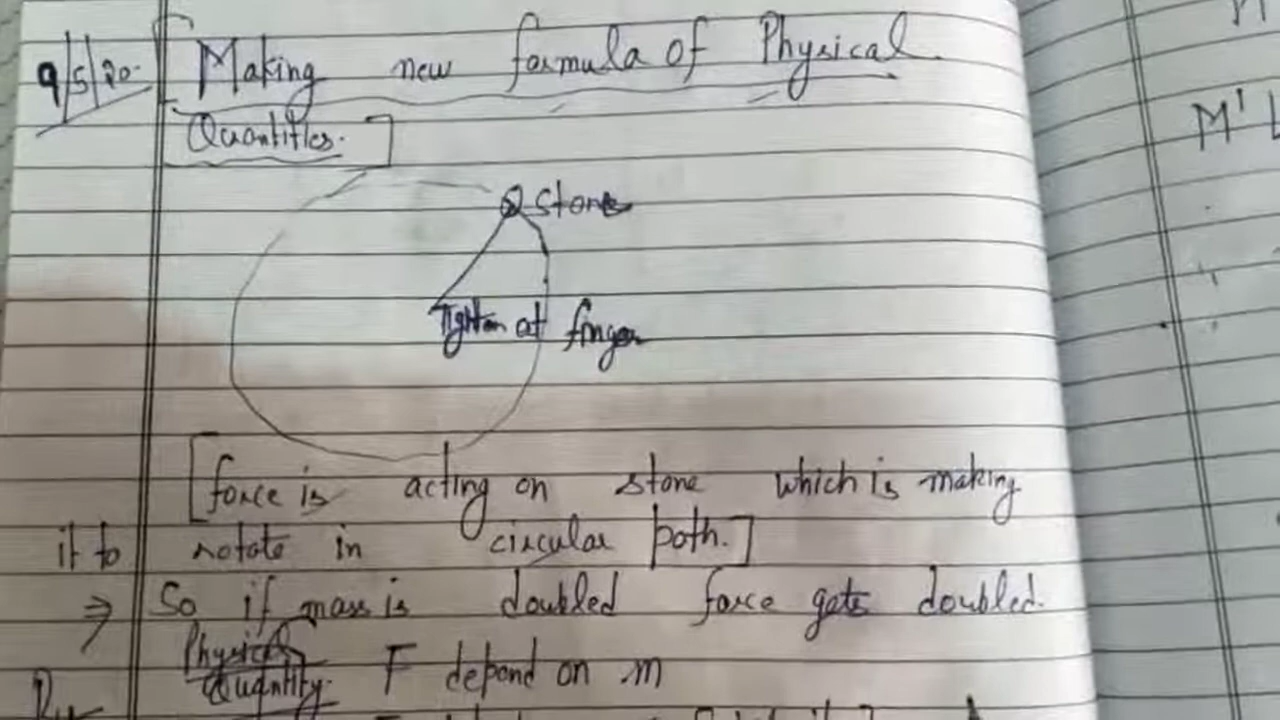 9/5/20. [Making new formula of Physical
Quantities.]
stone
Tighten at finger
[force is acting on stone which is making
it to rotate in circular path.]
⇒ So if mass is doubled force gets doubled.
Physical
Quantity. F depend on m
M' L